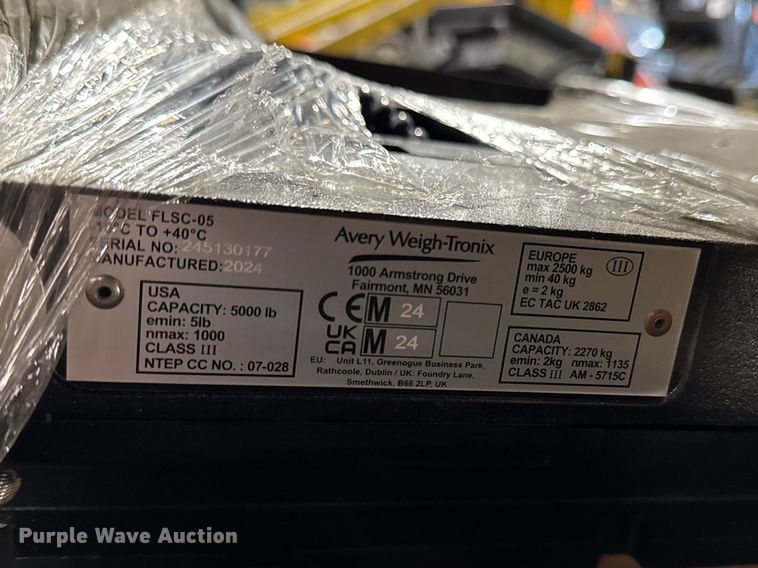 MODEL FLSC-05
C TO +40°C
SERIAL NO: 245130177
MANUFACTURED: 2024
USA
CAPACITY: 5000 lb
emin: 5lb
nmax: 1000
CLASS III
NTEP CC NO. : 07-028
Avery Weigh-Tronix
1000 Armstrong Drive
Fairmont, MN 56031
CE M 24
UK CA M 24
EU: Unit L11, Greenogue Business Park,
Rathcoole, Dublin / UK: Foundry Lane,
Smethwick, B66 2LP, UK
EUROPE
max 2500 kg III
min 40 kg
e = 2 kg
EC TAC UK 2862
CANADA
CAPACITY: 2270 kg
emin: 2kg nmax: 1135
CLASS III AM - 5715C
Purple Wave Auction